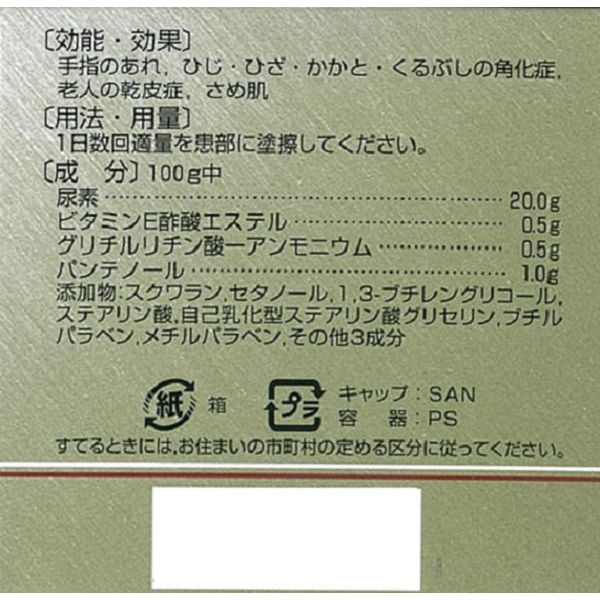 〔効能・効果〕
手指のあれ，ひじ・ひざ・かかと・くるぶしの角化症，
老人の乾皮症，さめ肌
〔用法・用量〕
1日数回適量を患部に塗擦してください。
〔成 分〕100g中
尿素……………………………………20.0g
ビタミンE酢酸エステル……………………0.5g
グリチルリチン酸一アンモニウム……………0.5g
パンテノール……………………………1.0g
添加物:スクワラン,セタノール,1,3-ブチレングリコール,
ステアリン酸,自己乳化型ステアリン酸グリセリン,ブチル
パラベン,メチルパラベン,その他3成分
紙 箱 プラ キャップ：SAN
容 器：PS
すてるときには,お住まいの市町村の定める区分に従ってください。